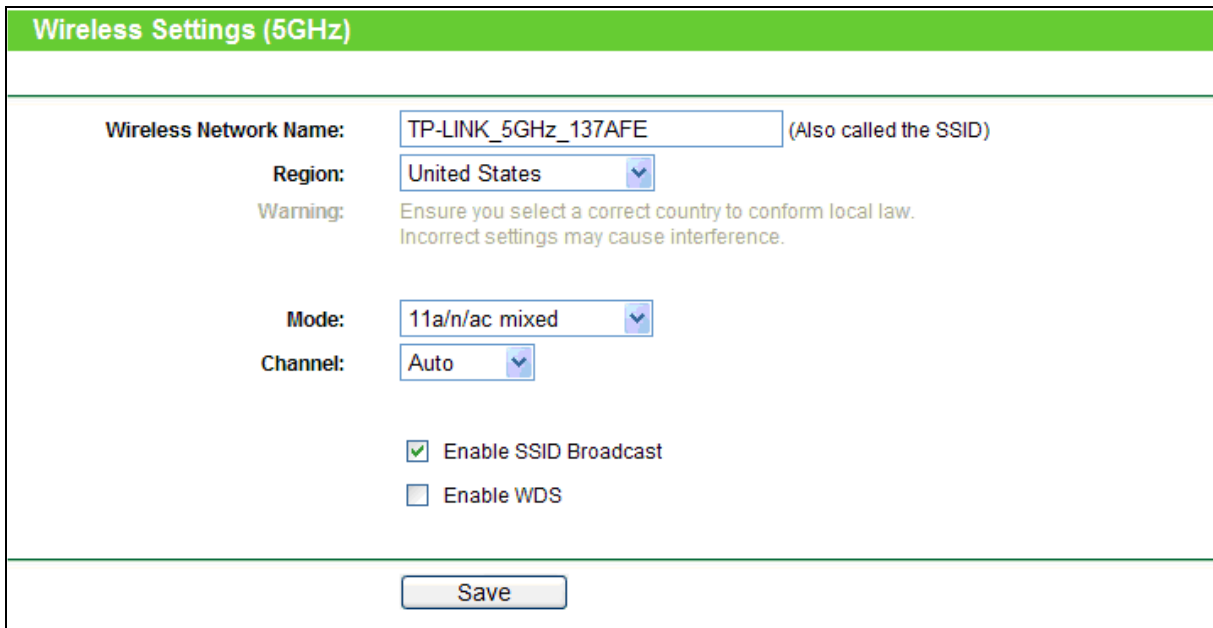 Wireless Settings (5GHz)
Wireless Network Name: TP-LINK_5GHz_137AFE (Also called the SSID)
Region: United States
Warning: Ensure you select a correct country to conform local law.
Incorrect settings may cause interference.
Mode: 11a/n/ac mixed
Channel: Auto
Enable SSID Broadcast
Enable WDS
Save